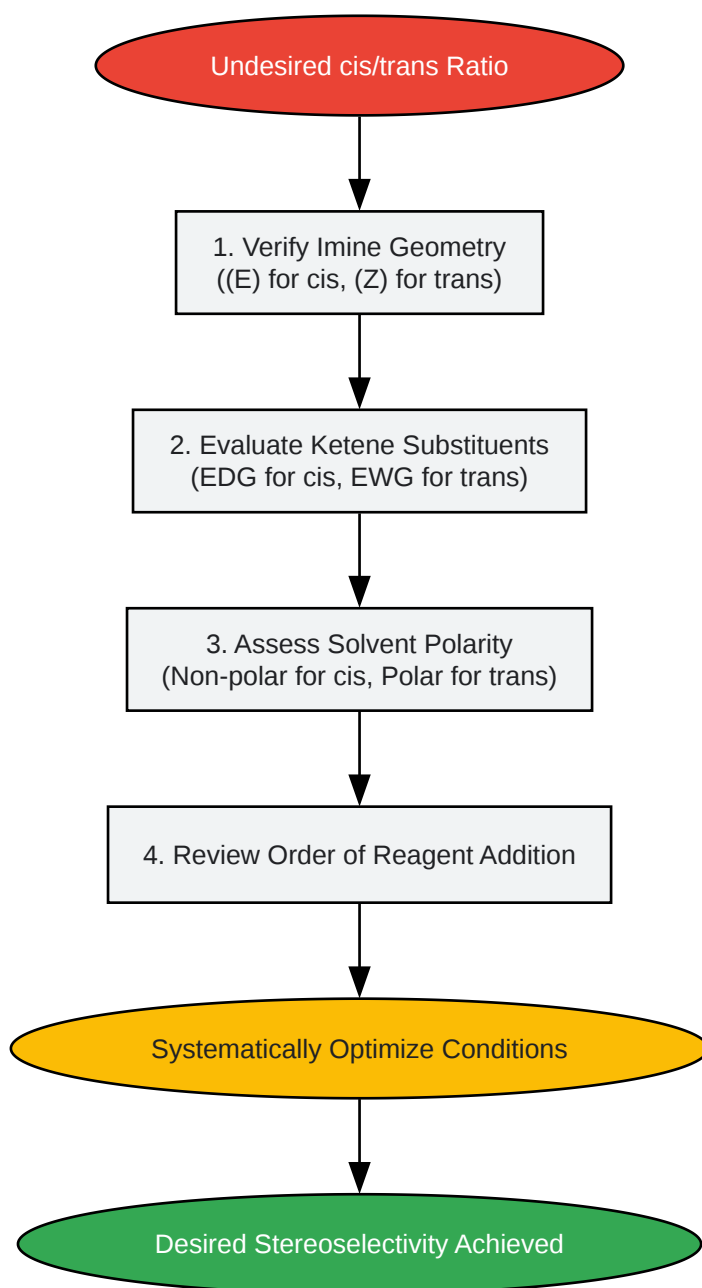 Undesired cis/trans Ratio
1. Verify Imine Geometry
((E) for cis, (Z) for trans)
2. Evaluate Ketene Substituents
(EDG for cis, EWG for trans)
3. Assess Solvent Polarity
(Non-polar for cis, Polar for trans)
4. Review Order of Reagent Addition
Systematically Optimize Conditions
Desired Stereoselectivity Achieved